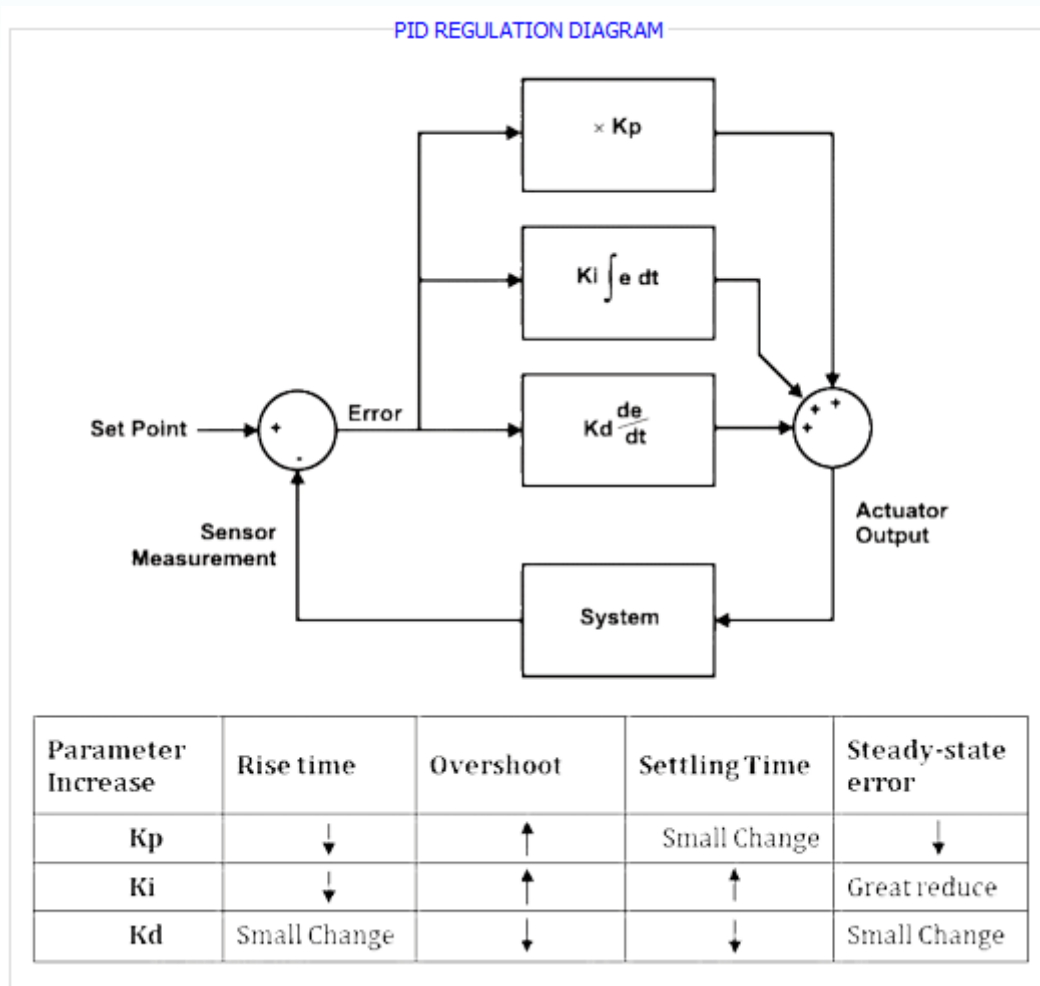 PID REGULATION DIAGRAM
× Kp
Ki ∫ e dt
Set Point
+
-
Error
Kd de/dt
+ + +
Sensor
Measurement
Actuator
Output
System
Parameter Increase | Rise time | Overshoot | Settling Time | Steady-state error
Kp | ↓ | ↑ | Small Change | ↓
Ki | ↓ | ↑ | ↑ | Great reduce
Kd | Small Change | ↓ | ↓ | Small Change